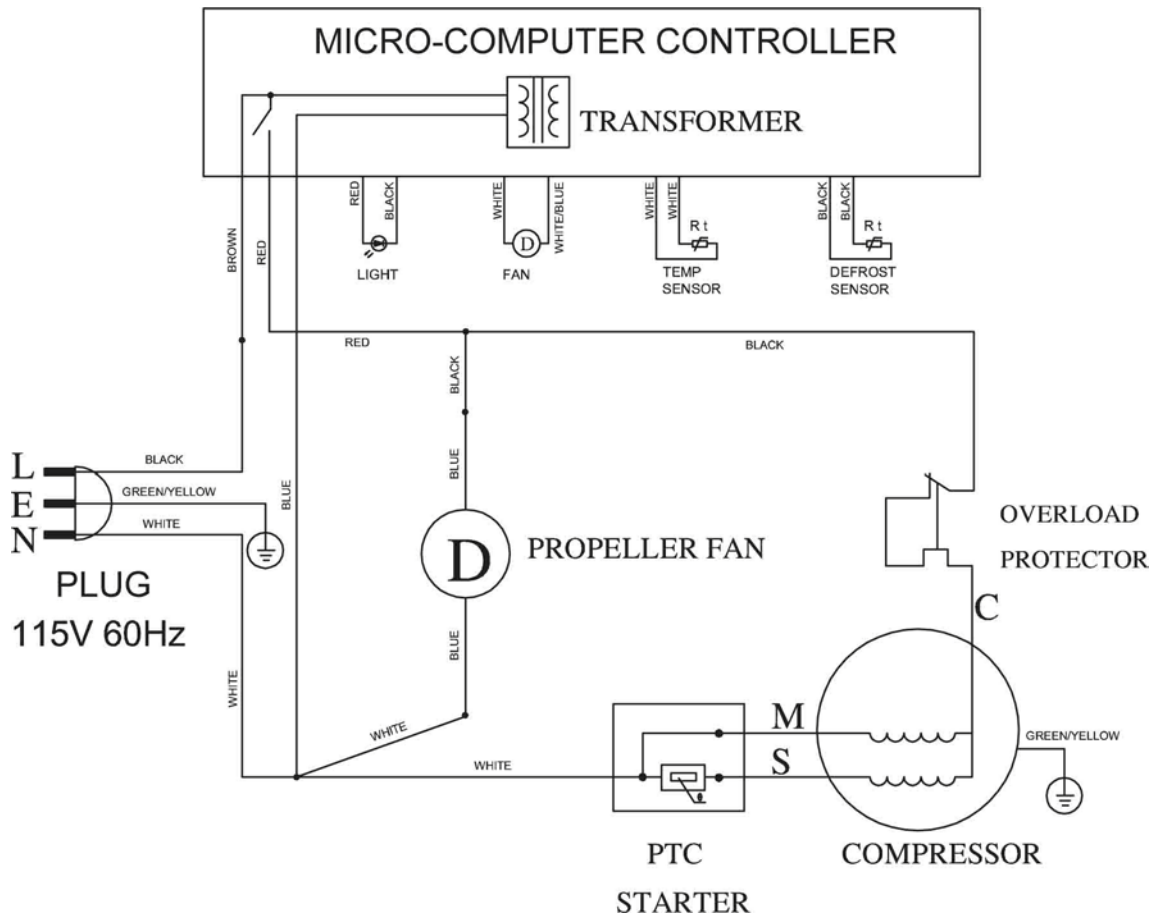 MICRO-COMPUTER CONTROLLER
TRANSFORMER
BROWN
RED
RED
BLACK
LIGHT
WHITE
WHITE/BLUE
D
FAN
WHITE
WHITE
R t
TEMP
SENSOR
BLACK
BLACK
R t
DEFROST
SENSOR
RED
BLACK
BLACK
BLUE
L
BLACK
E
GREEN/YELLOW
N
WHITE
PLUG
115V 60Hz
BLUE
D
PROPELLER FAN
BLUE
OVERLOAD
PROTECTOR
C
WHITE
WHITE
WHITE
M
S
GREEN/YELLOW
θ
PTC
STARTER
COMPRESSOR